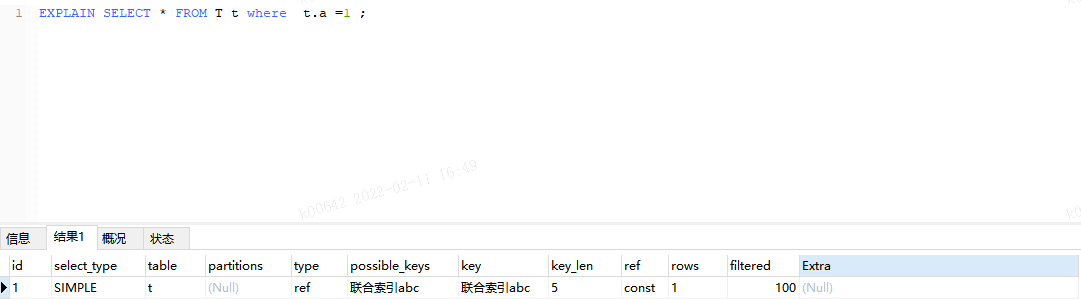 1 EXPLAIN SELECT * FROM T t where  t.a =1 ;
k00642 2022-02-11 16:49
信息 结果1 概况 状态
id select_type table partitions type possible_keys key key_len ref rows filtered Extra
1 SIMPLE t (Null) ref 联合索引abc 联合索引abc 5 const 1 100 (Null)